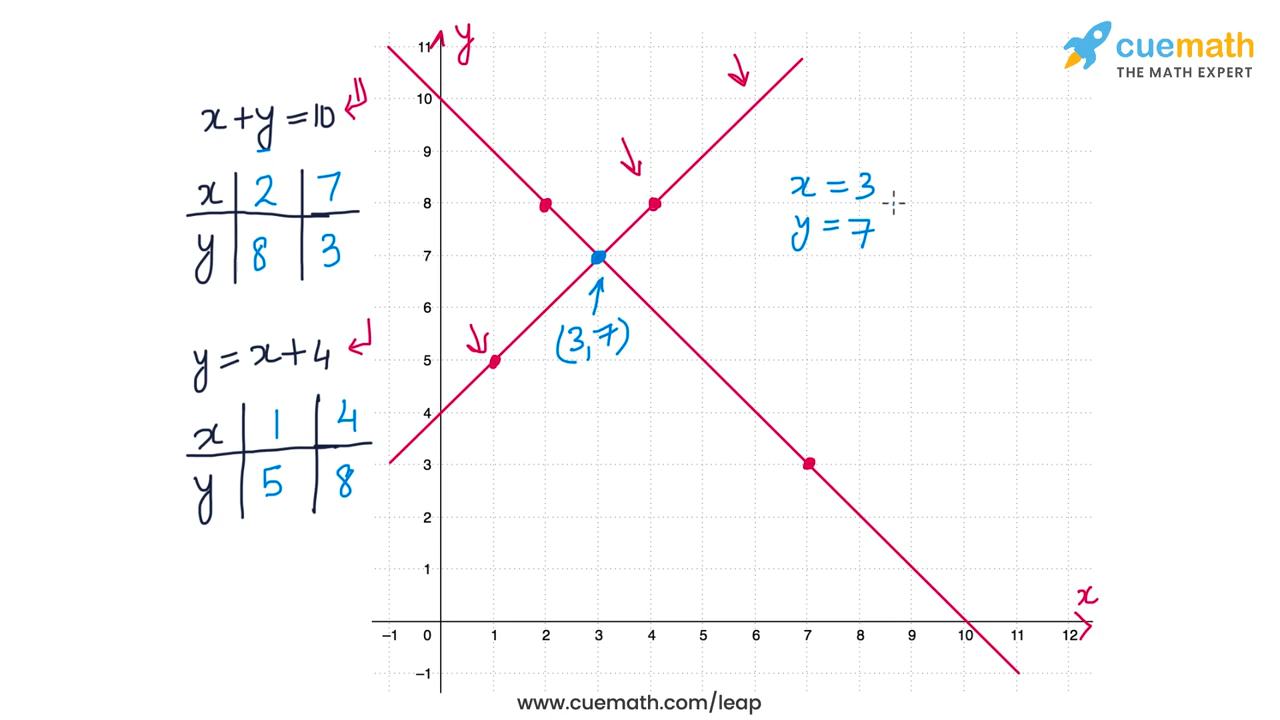 cuemath
THE MATH EXPERT
x+y=10
x 2 7
y 8 3
y=x+4
x 1 4
y 5 8
y
11
10
9
8
7
6
5
4
3
2
1
−1
x=3
y=7
(3,7)
x
−1 0 1 2 3 4 5 6 7 8 9 10 11 12
www.cuemath.com/leap